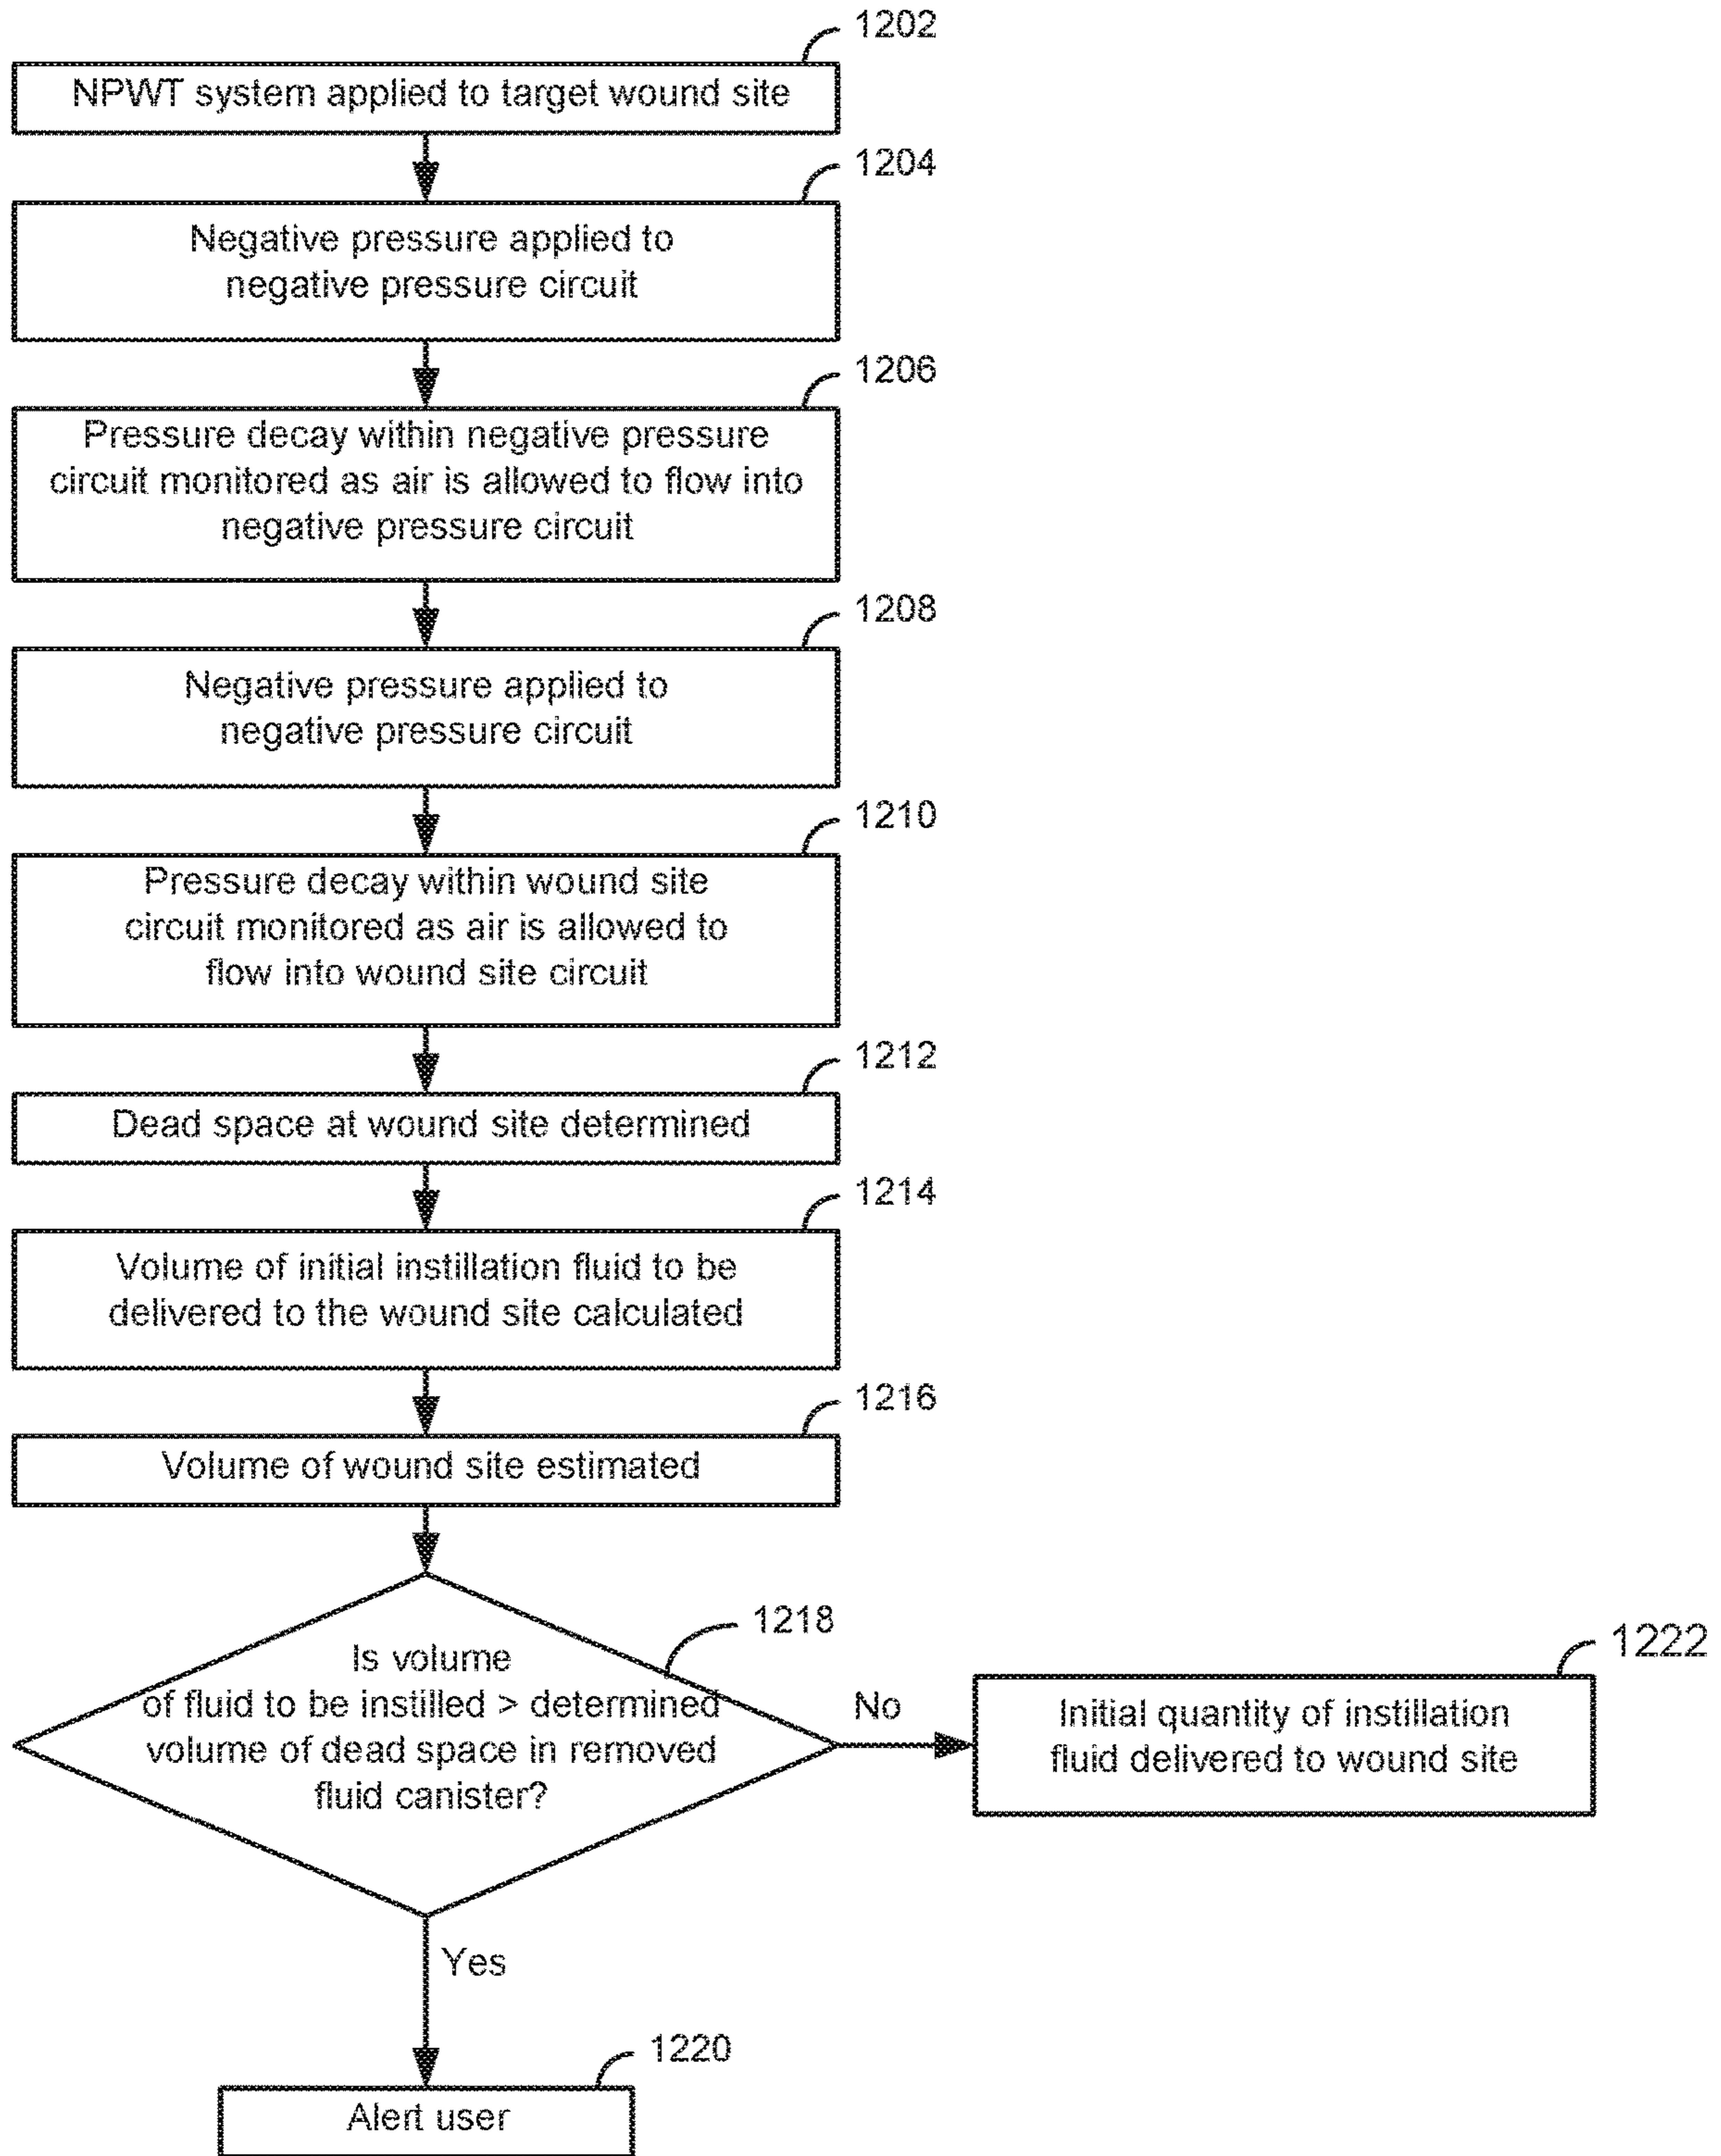 1202
NPWT system applied to target wound site
1204
Negative pressure applied to
negative pressure circuit
1206
Pressure decay within negative pressure
circuit monitored as air is allowed to flow into
negative pressure circuit
1208
Negative pressure applied to
negative pressure circuit
1210
Pressure decay within wound site
circuit monitored as air is allowed to
flow into wound site circuit
1212
Dead space at wound site determined
1214
Volume of initial instillation fluid to be
delivered to the wound site calculated
1216
Volume of wound site estimated
1218
Is volume
of fluid to be instilled > determined
volume of dead space in removed
fluid canister?
No
1222
Initial quantity of instillation
fluid delivered to wound site
Yes
1220
Alert user